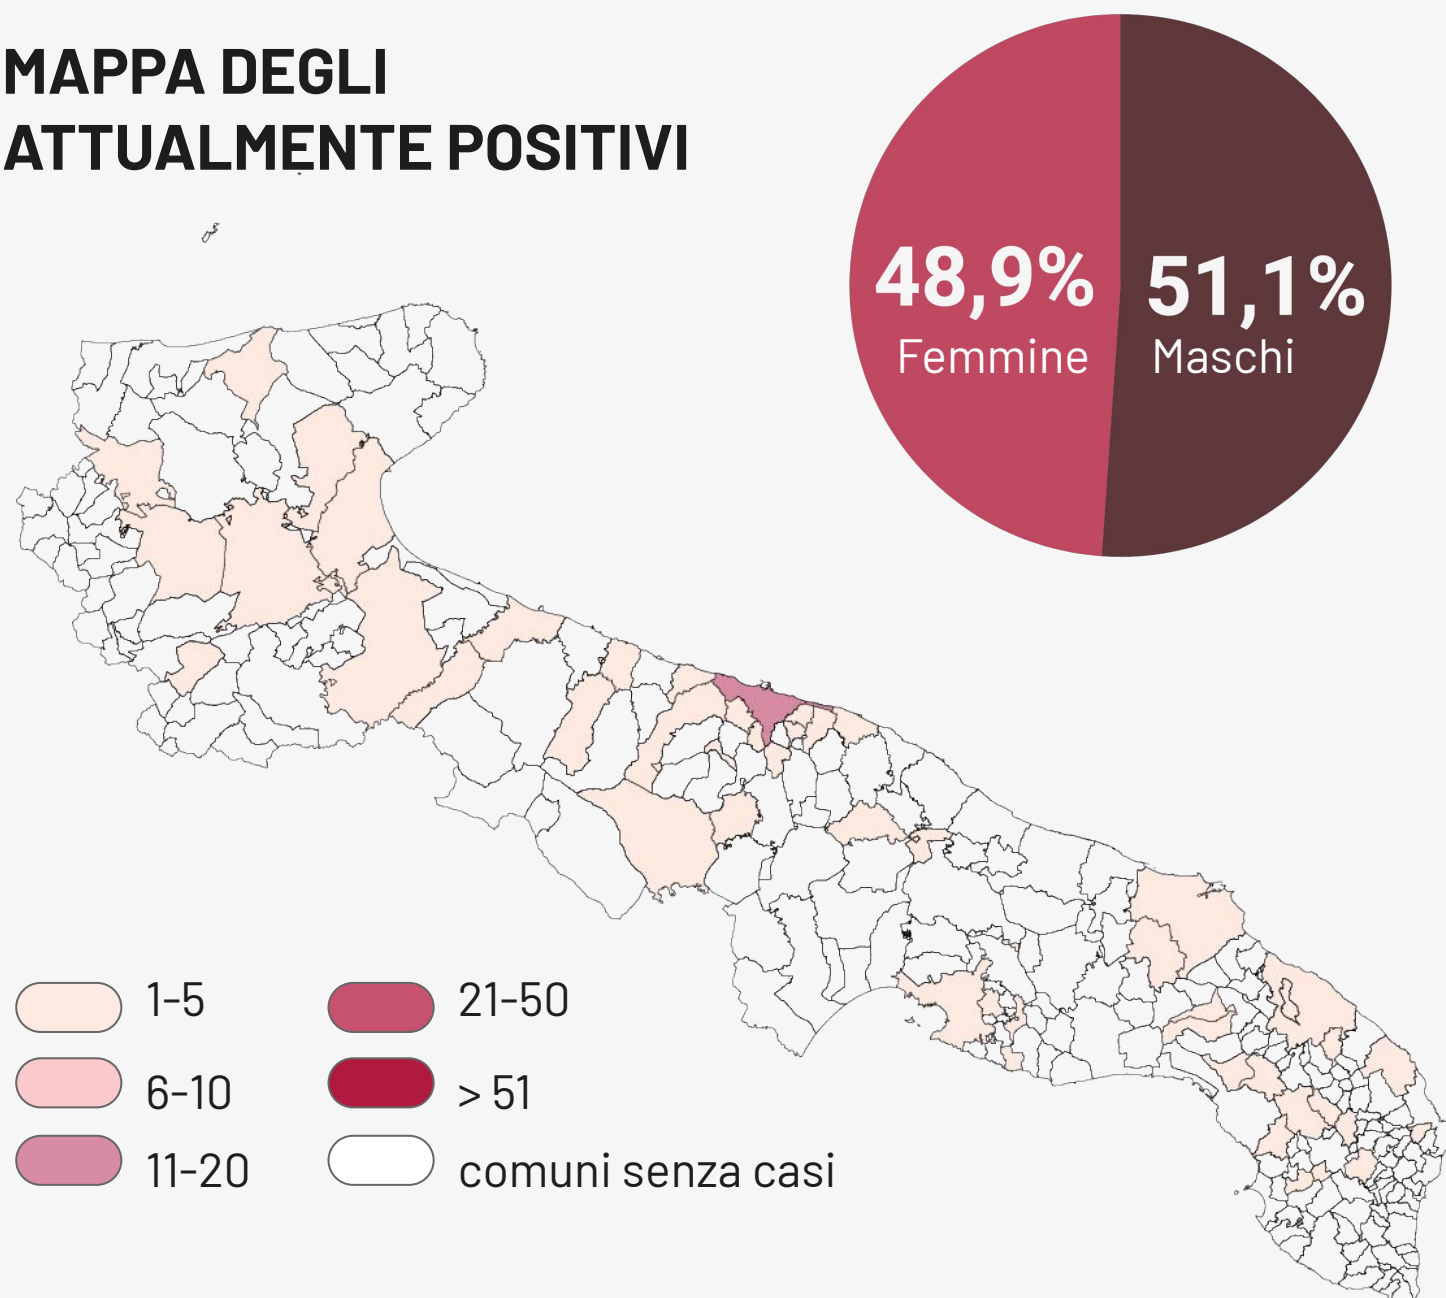 MAPPA DEGLI
ATTUALMENTE POSITIVI
48,9%
Femmine
51,1%
Maschi
1-5
6-10
11-20
21-50
> 51
comuni senza casi